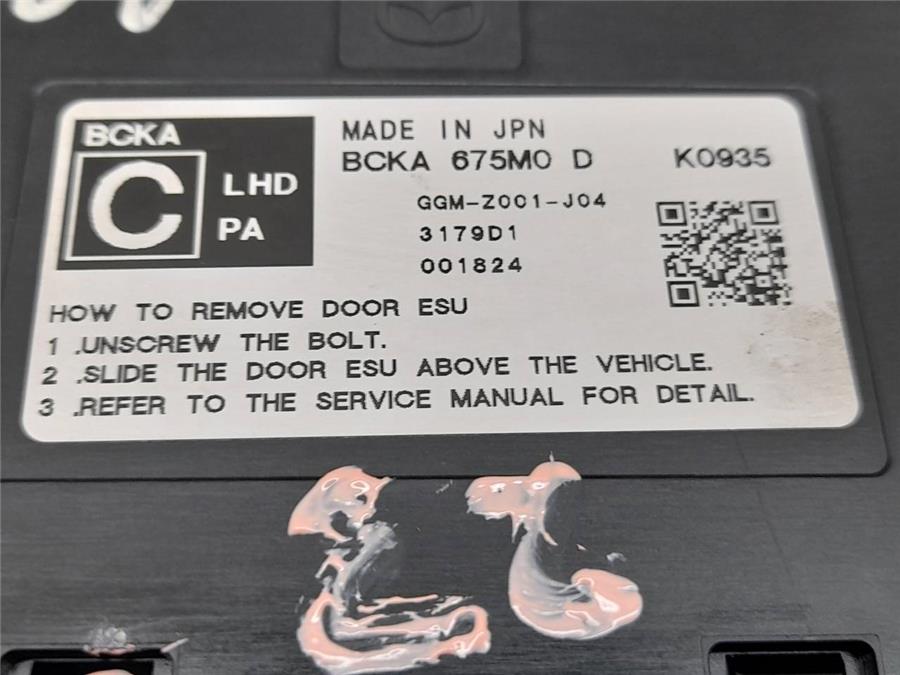 BCKA
C
LHD
PA
MADE IN JPN
BCKA 675M0 D
K0935
GGM-Z001-J04
3179D1
001824
HOW TO REMOVE DOOR ESU
1 .UNSCREW THE BOLT.
2 .SLIDE THE DOOR ESU ABOVE THE VEHICLE.
3 .REFER TO THE SERVICE MANUAL FOR DETAIL.